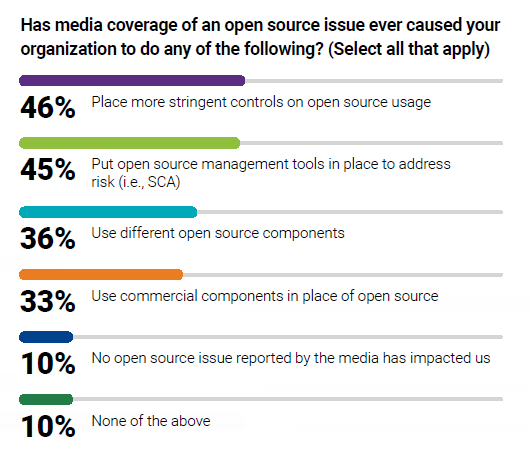 Has media coverage of an open source issue ever caused your
organization to do any of the following? (Select all that apply)
46% Place more stringent controls on open source usage
45% Put open source management tools in place to address
risk (i.e., SCA)
36% Use different open source components
33% Use commercial components in place of open source
10% No open source issue reported by the media has impacted us
10% None of the above